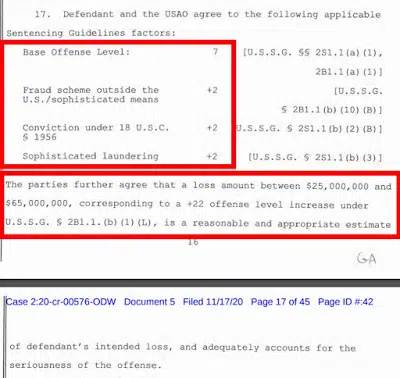 17. Defendant and the USAO agree to the following applicable
Sentencing Guidelines factors:
Base Offense Level: 7 [U.S.S.G. §§ 2S1.1(a)(1),
2B1.1(a)(1)]
Fraud scheme outside the +2 [U.S.S.G.
U.S./sophisticated means § 2B1.1(b)(10)(B)]
Conviction under 18 U.S.C. +2 U.S.S.G. § 2S1.1(b)(2)(B)]
§ 1956
Sophisticated laundering +2 [U.S.S.G. § 2S1.1(b)(3)]
The parties further agree that a loss amount between $25,000,000 and
$65,000,000, corresponding to a +22 offense level increase under
U.S.S.G. § 2B1.1.(b)(1)(L), is a reasonable and appropriate estimate
16
GA
Case 2:20-cr-00576-ODW Document 5 Filed 11/17/20 Page 17 of 45 Page ID #:42
of defendant's intended loss, and adequately accounts for the
seriousness of the offense.